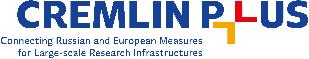 CREMLIN PLUS
Connecting Russian and European Measures
for Large-scale Research Infrastructures